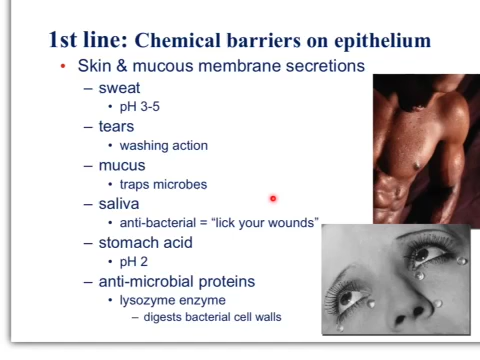 1st line: Chemical barriers on epithelium
• Skin & mucous membrane secretions
– sweat
• pH 3-5
– tears
• washing action
– mucus
• traps microbes
– saliva
• anti-bacterial = “lick your wounds”
– stomach acid
• pH 2
– anti-microbial proteins
• lysozyme enzyme
– digests bacterial cell walls